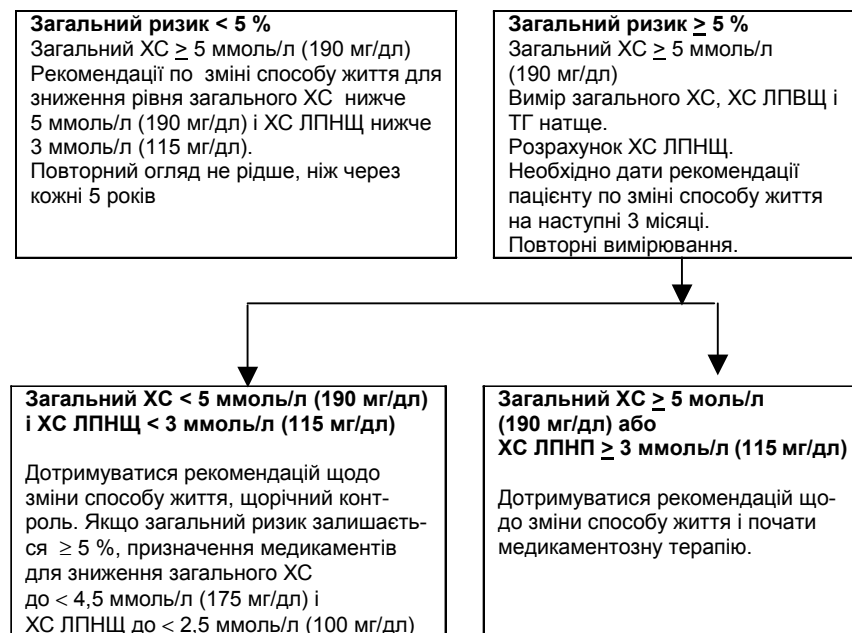 Загальний ризик < 5 %
Загальний ХС ≥ 5 ммоль/л (190 мг/дл)
Рекомендації по зміні способу життя для
зниження рівня загального ХС нижче
5 ммоль/л (190 мг/дл) і ХС ЛПНЩ нижче
3 ммоль/л (115 мг/дл).
Повторний огляд не рідше, ніж через
кожні 5 років
Загальний ризик ≥ 5 %
Загальний ХС ≥ 5 ммоль/л
(190 мг/дл)
Вимір загального ХС, ХС ЛПВЩ і
ТГ натще.
Розрахунок ХС ЛПНЩ.
Необхідно дати рекомендації
пацієнту по зміні способу життя
на наступні 3 місяці.
Повторні вимірювання.
Загальний ХС < 5 ммоль/л (190 мг/дл)
і ХС ЛПНЩ < 3 ммоль/л (115 мг/дл)
Дотримуватися рекомендацій щодо
зміни способу життя, щорічний конт-
роль. Якщо загальний ризик залишаєть-
ся ≥ 5 %, призначення медикаментів
для зниження загального ХС
до < 4,5 ммоль/л (175 мг/дл) і
ХС ЛПНЩ до < 2,5 ммоль/л (100 мг/дл)
Загальний ХС ≥ 5 моль/л
(190 мг/дл) або
ХС ЛПНП ≥ 3 ммоль/л (115 мг/дл)
Дотримуватися рекомендацій що-
до зміни способу життя і почати
медикаментозну терапію.